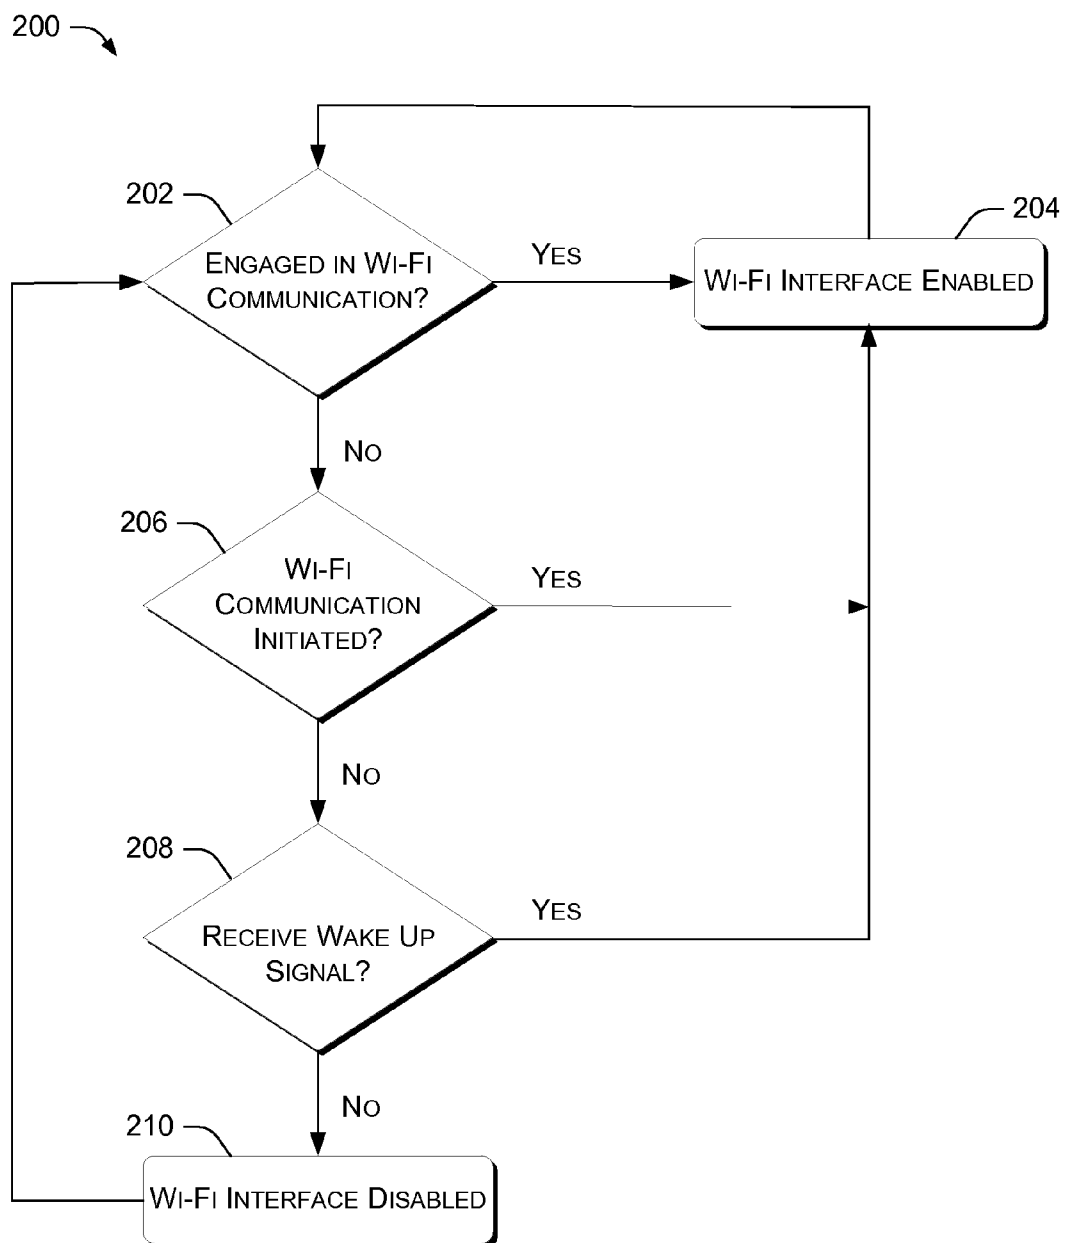 200
202
ENGAGED IN WI-FI
COMMUNICATION?
YES
204
WI-FI INTERFACE ENABLED
NO
206
WI-FI
COMMUNICATION
INITIATED?
YES
NO
208
RECEIVE WAKE UP
SIGNAL?
YES
NO
210
WI-FI INTERFACE DISABLED